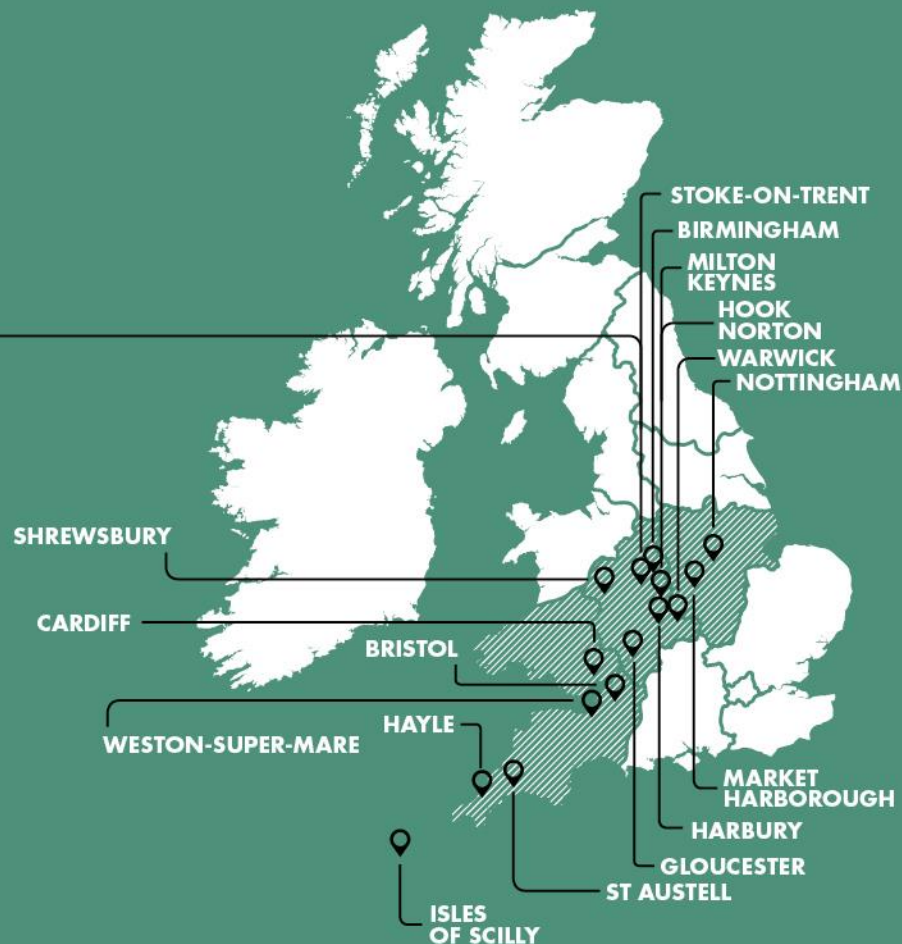 STOKE-ON-TRENT
BIRMINGHAM
MILTON
KEYNES
HOOK
NORTON
WARWICK
NOTTINGHAM
SHREWSBURY
CARDIFF
BRISTOL
WESTON-SUPER-MARE
HAYLE
MARKET
HARBOROUGH
HARBURY
GLOUCESTER
ST AUSTELL
ISLES
OF SCILLY